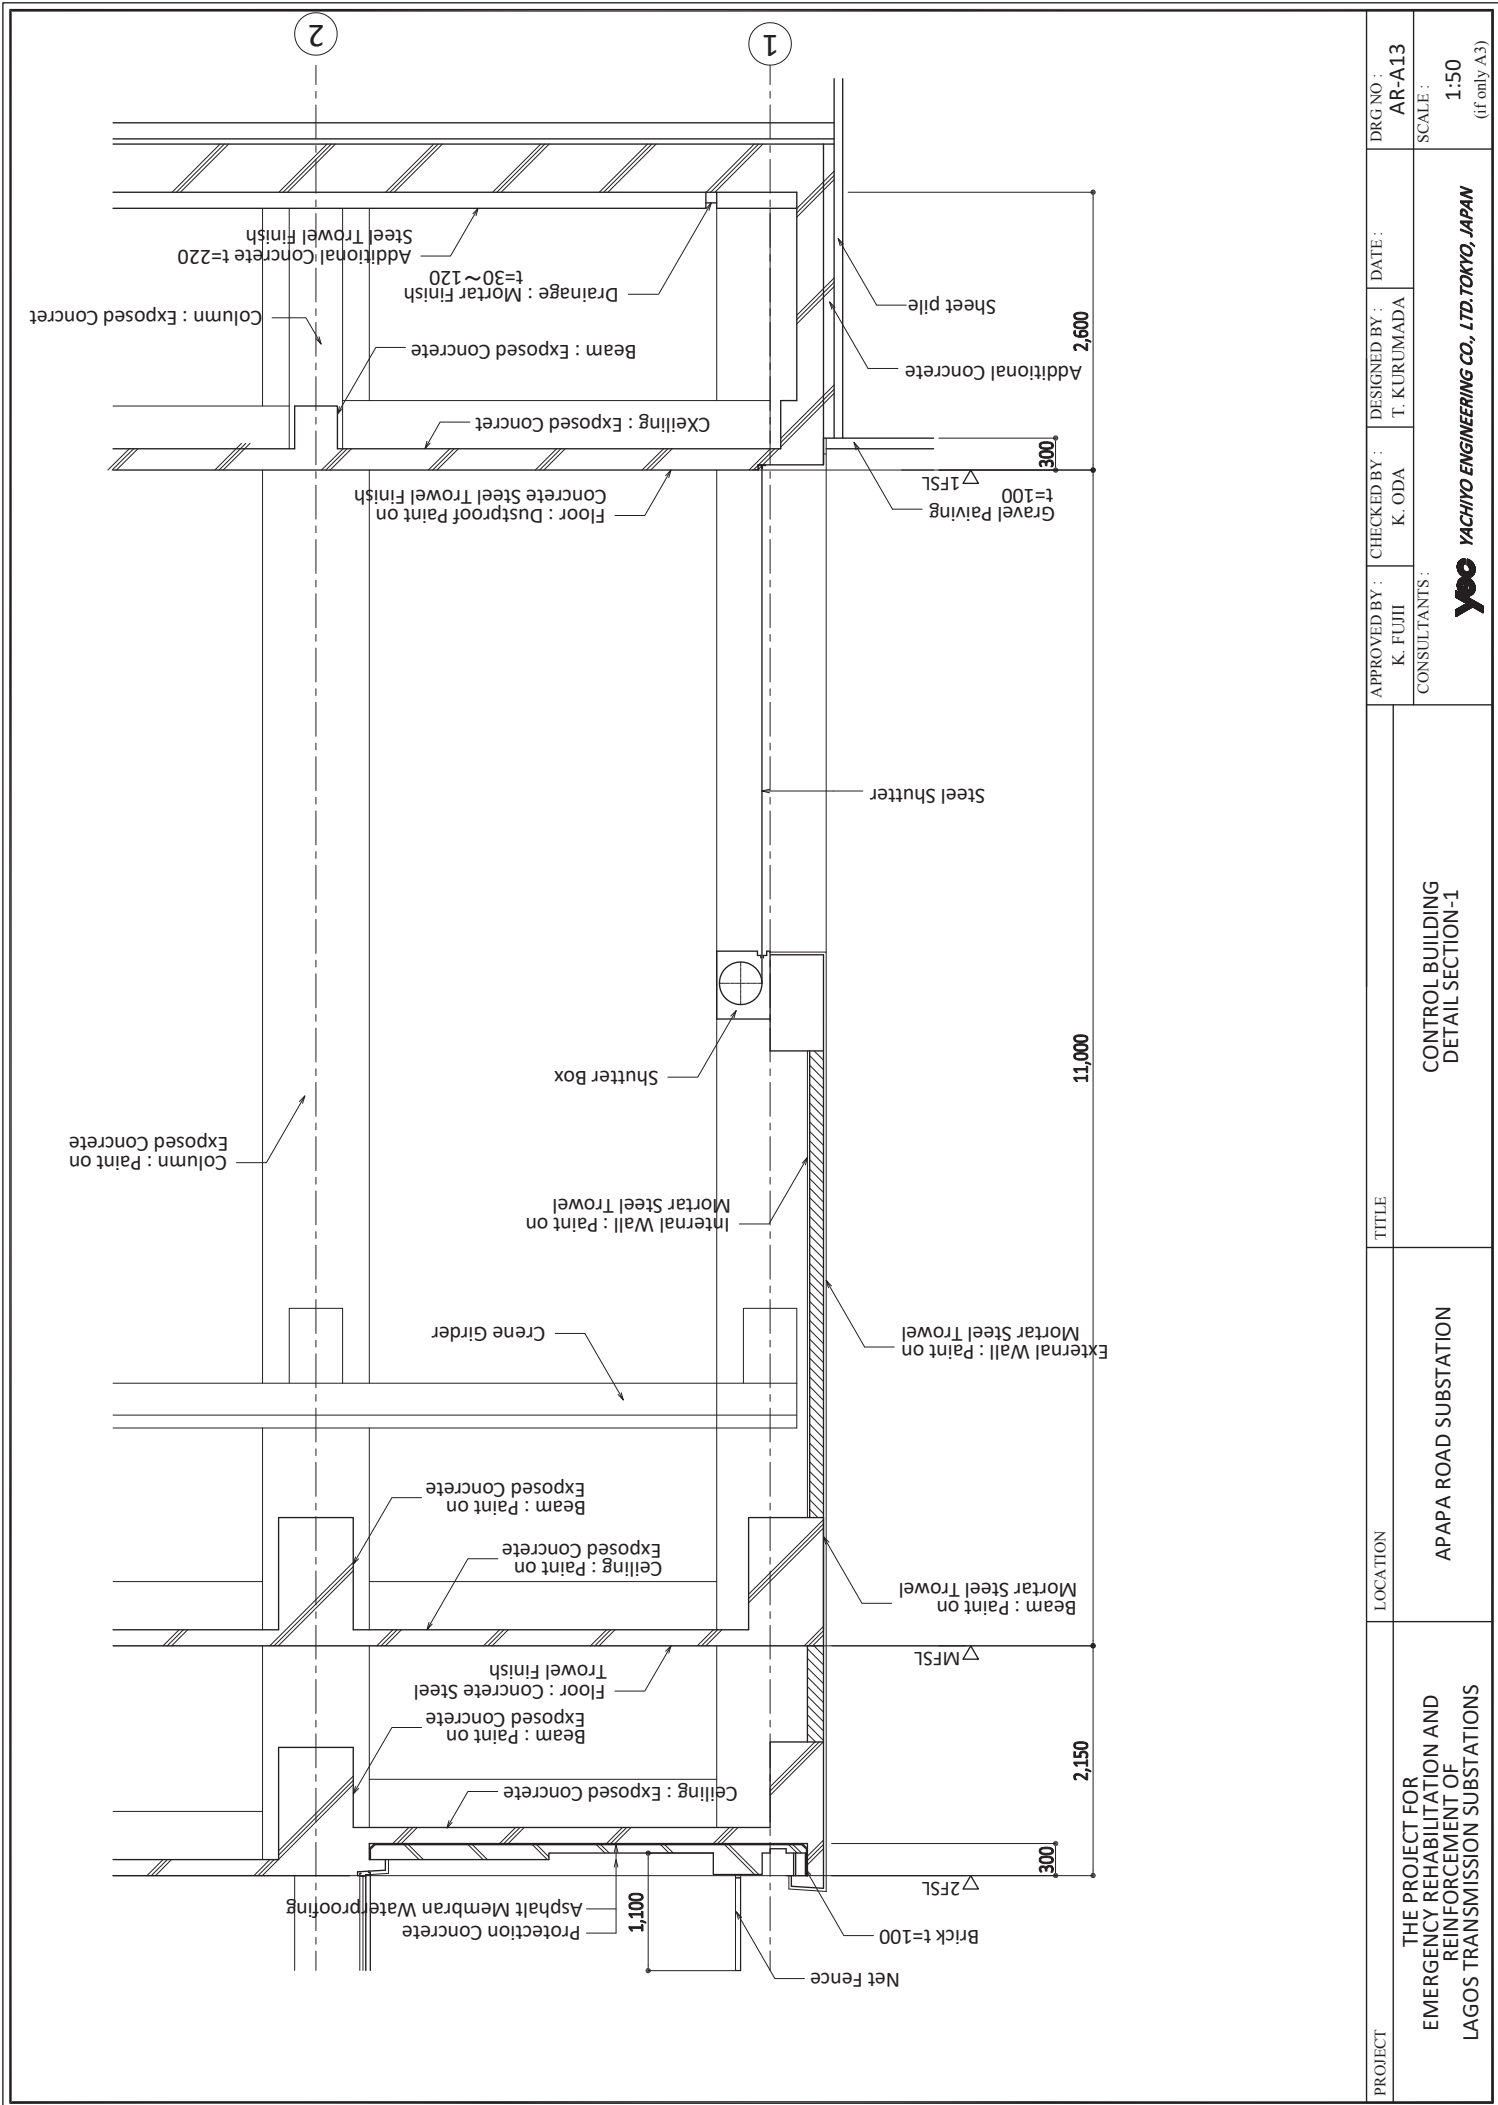 2
1
Additional Concrete t=220
Steel Trowel Finish
Drainage : Mortar Finish
t=30~120
Column : Exposed Concret
Beam : Exposed Concrete
CXeiling : Exposed Concret
Sheet pile
Additional Concrete
2,600
300
1FSL
Gravel Paiving
t=100
Floor : Dustproof Paint on
Concrete Steel Trowel Finish
Steel Shutter
Shutter Box
11,000
Column : Paint on
Exposed Concrete
Internal Wall : Paint on
Mortar Steel Trowel
External Wall : Paint on
Mortar Steel Trowel
Crene Girder
Beam : Paint on
Exposed Concrete
Ceiling : Paint on
Exposed Concrete
Beam : Paint on
Mortar Steel Trowel
MFSL
Floor : Concrete Steel
Trowel Finish
Beam : Paint on
Exposed Concrete
Ceiling : Exposed Concrete
2,150
300
2FSL
1,100
Protection Concrete
Asphalt Membran Waterproofing
Brick t=100
Net Fence
PROJECT
THE PROJECT FOR
EMERGENCY REHABILITATION AND
REINFORCEMENT OF
LAGOS TRANSMISSION SUBSTATIONS
LOCATION
APAPA ROAD SUBSTATION
TITLE
CONTROL BUILDING
DETAIL SECTION-1
APPROVED BY :
K. FUJII
CHECKED BY :
K. ODA
DESIGNED BY :
T. KURUMADA
DATE :
DRG NO :
AR-A13
CONSULTANTS :
yec YACHIYO ENGINEERING CO., LTD. TOKYO, JAPAN
SCALE :
1:50
(if only A3)